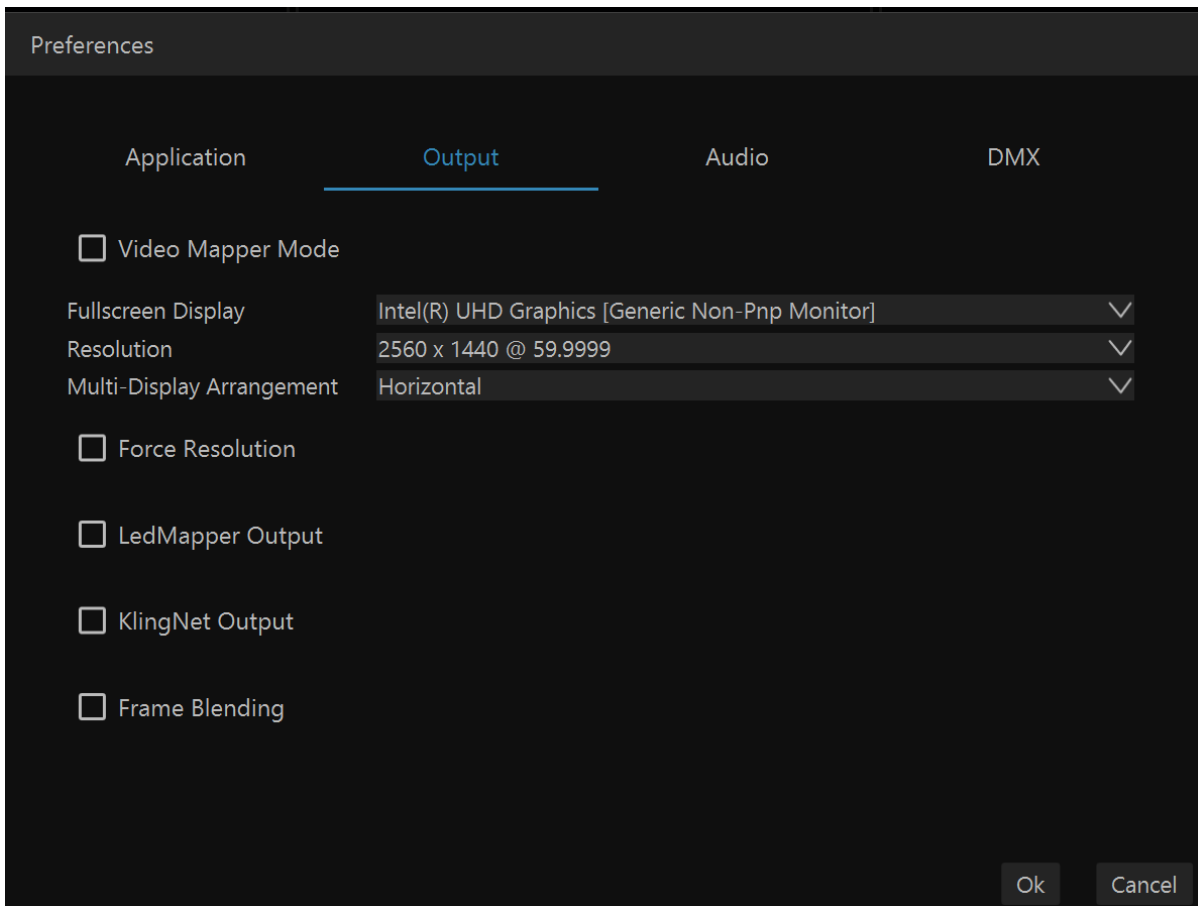 Preferences
Application Output Audio DMX
Video Mapper Mode
Fullscreen Display Intel(R) UHD Graphics [Generic Non-Pnp Monitor]
Resolution 2560 x 1440 @ 59.9999
Multi-Display Arrangement Horizontal
Force Resolution
LedMapper Output
KlingNet Output
Frame Blending
Ok Cancel